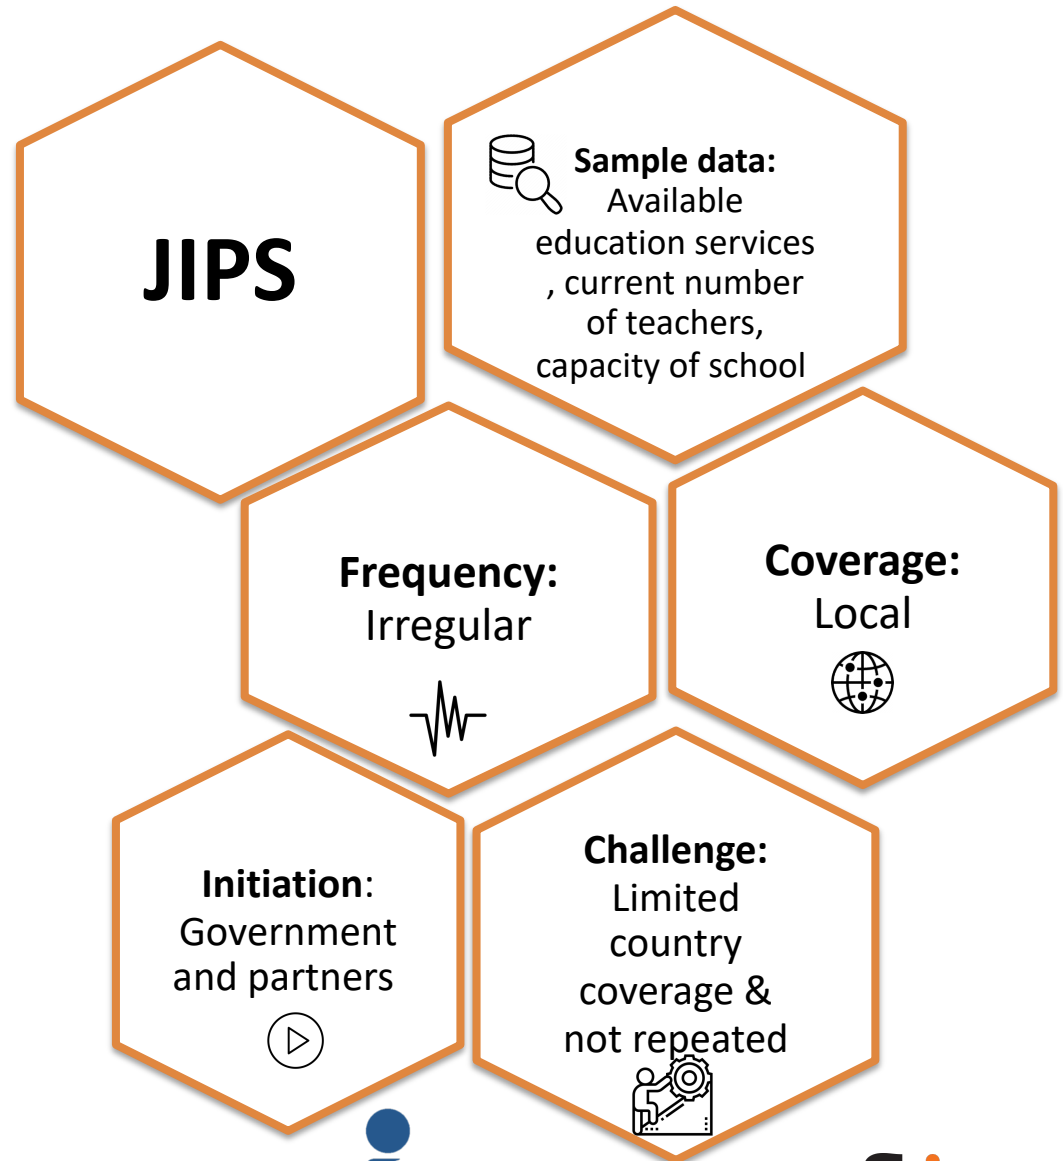 JIPS
Sample data:
Available
education services
, current number
of teachers,
capacity of school
Frequency:
Irregular
Coverage:
Local
Initiation:
Government
and partners
Challenge:
Limited
country
coverage &
not repeated